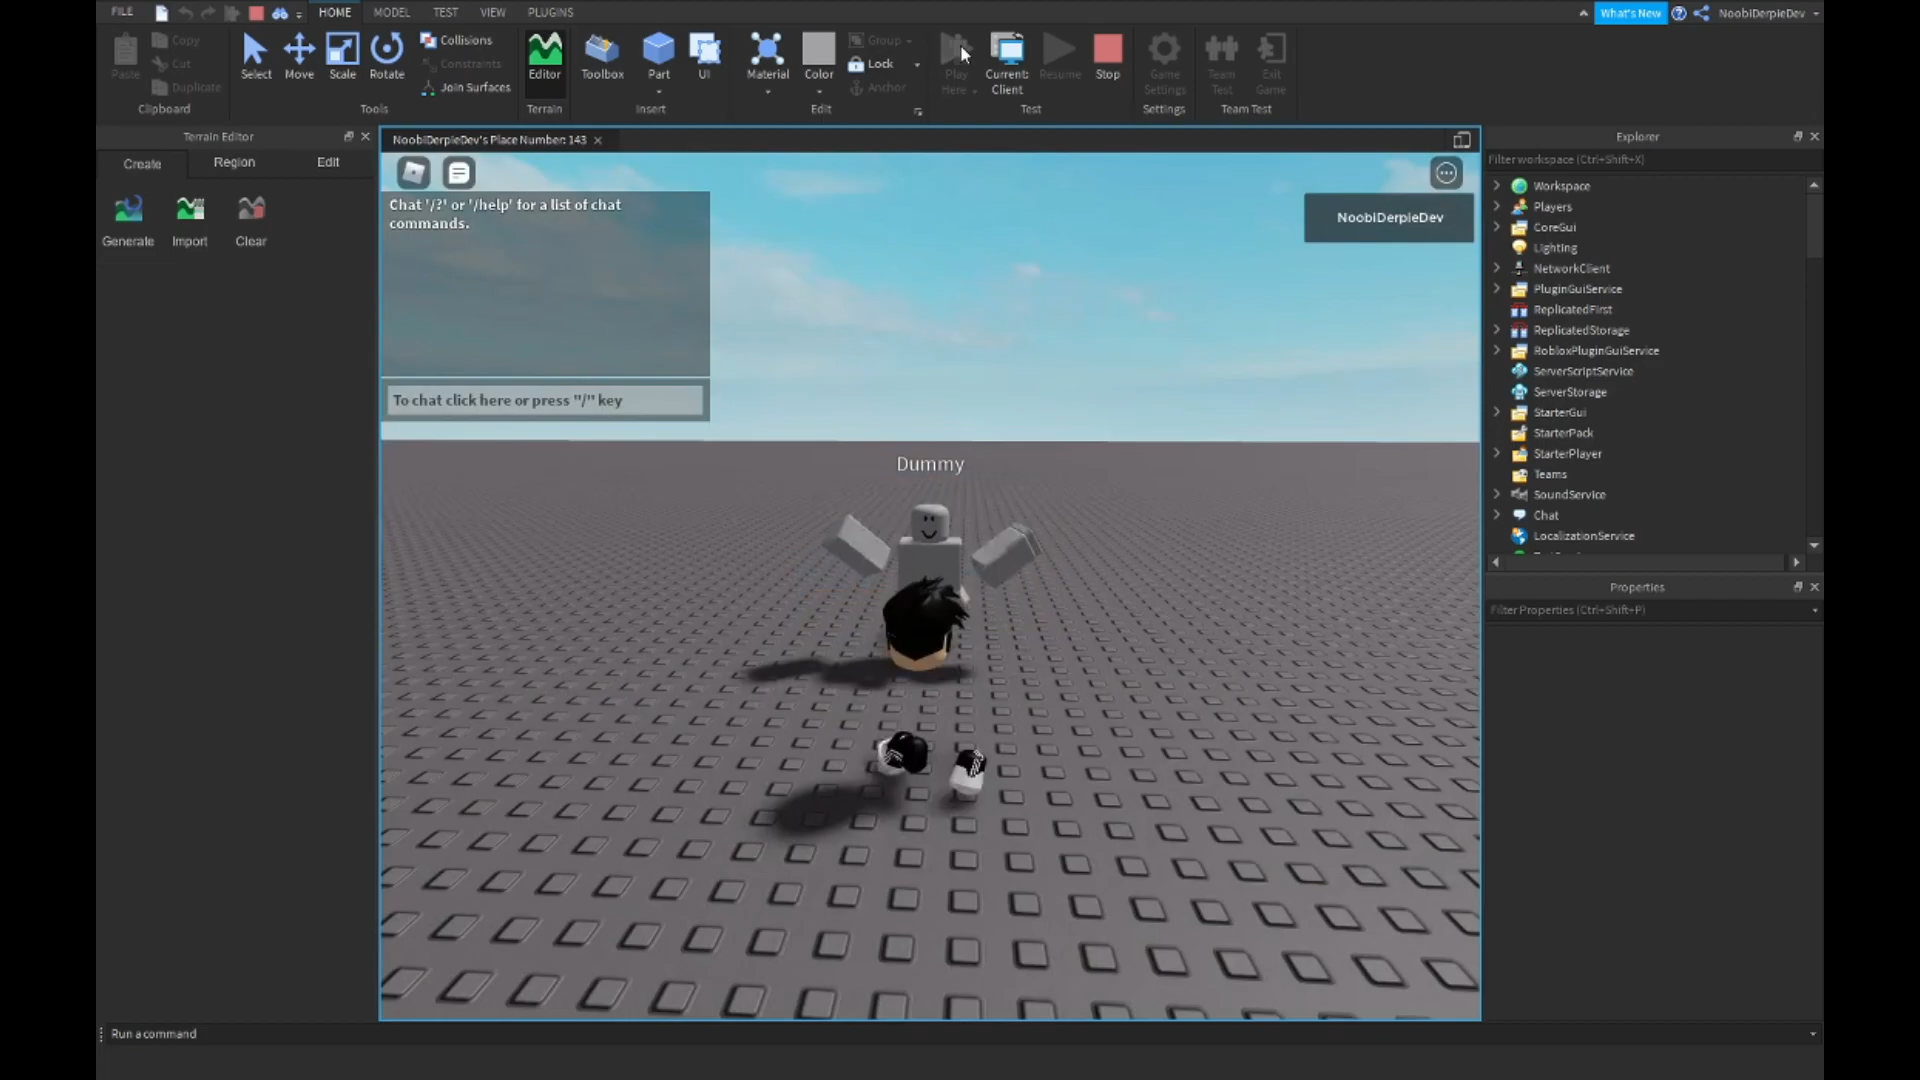 FILE HOME MODEL TEST VIEW PLUGINS What's New NoobiDerpieDev
Paste Copy Cut Duplicate
Clipboard
Select Move Scale Rotate Collisions Constraints Join Surfaces
Tools
Editor
Terrain
Toolbox Part UI
Insert
Material Color Group Lock Anchor
Edit
Play Here Current: Client Resume Stop
Test
Game Settings
Settings
Team Test Exit Game
Team Test
Terrain Editor
Create Region Edit
Generate Import Clear
NoobiDerpieDev's Place Number: 143
Chat '/?' or '/help' for a list of chat
commands.
To chat click here or press "/" key
NoobiDerpieDev
Dummy
Explorer
Filter workspace (Ctrl+Shift+X)
Workspace
Players
CoreGui
Lighting
NetworkClient
PluginGuiService
ReplicatedFirst
ReplicatedStorage
RobloxPluginGuiService
ServerScriptService
ServerStorage
StarterGui
StarterPack
StarterPlayer
Teams
SoundService
Chat
LocalizationService
Properties
Filter Properties (Ctrl+Shift+P)
Run a command